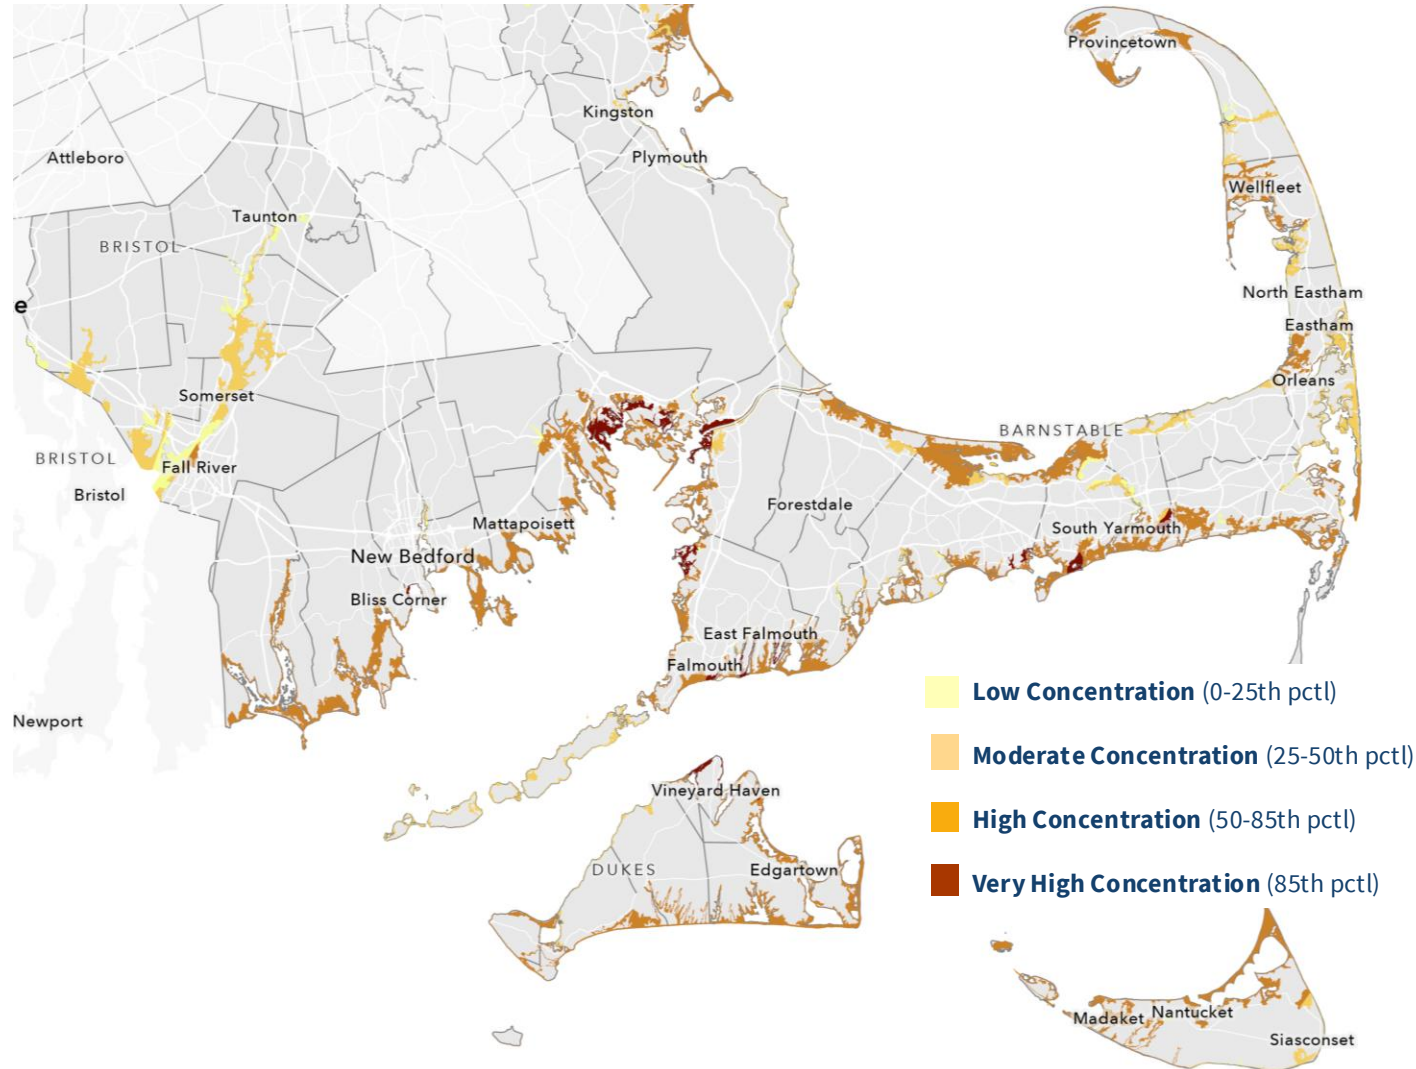 Provincetown
Kingston
Plymouth
Attleboro
Wellfleet
Taunton
BRISTOL
North Eastham
e
Eastham
Orleans
Somerset
BARNSTABLE
BRISTOL
Fall River
Bristol
Forestdale
Mattapoisett
South Yarmouth
New Bedford
Bliss Corner
East Falmouth
Falmouth
Newport
Low Concentration (0-25th pctl)
Moderate Concentration (25-50th pctl)
High Concentration (50-85th pctl)
Very High Concentration (85th pctl)
Vineyard Haven
DUKES
Edgartown
Madaket
Nantucket
Siasconset